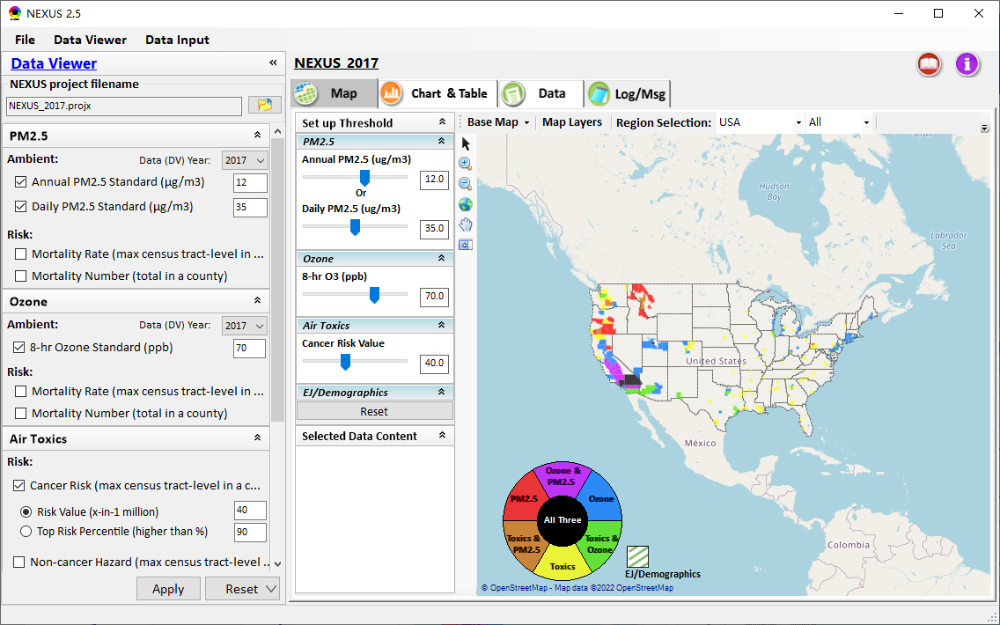 NEXUS 2.5
File Data Viewer Data Input
Data Viewer «
NEXUS project filename
NEXUS_2017.projx
PM2.5
Ambient: Data (DV) Year: 2017
Annual PM2.5 Standard (µg/m3) 12
Daily PM2.5 Standard (µg/m3) 35
Risk:
Mortality Rate (max census tract-level in ...
Mortality Number (total in a county)
Ozone
Ambient: Data (DV) Year: 2017
8-hr Ozone Standard (ppb) 70
Risk:
Mortality Rate (max census tract-level in ...
Mortality Number (total in a county)
Air Toxics
Risk:
Cancer Risk (max census tract-level in a c...
Risk Value (x-in-1 million) 40
Top Risk Percentile (higher than %) 90
Non-cancer Hazard (max census tract-level ..
Apply Reset
NEXUS_2017
Map Chart & Table Data Log/Msg
Set up Threshold
PM2.5
Annual PM2.5 (ug/m3)
12.0
Or
Daily PM2.5 (ug/m3)
35.0
Ozone
8-hr O3 (ppb)
70.0
Air Toxics
Cancer Risk Value
40.0
EJ/Demographics
Reset
Selected Data Content
Base Map Map Layers Region Selection: USA All
Hudson
Bay
Labrador
Sea
United States
México
Colombia
Ozone &
PM2.5
PM2.5 Ozone
All Three
Toxics &
PM2.5
Toxics &
Ozone
Toxics
EJ/Demographics
© OpenStreetMap - Map data ©2022 OpenStreetMap